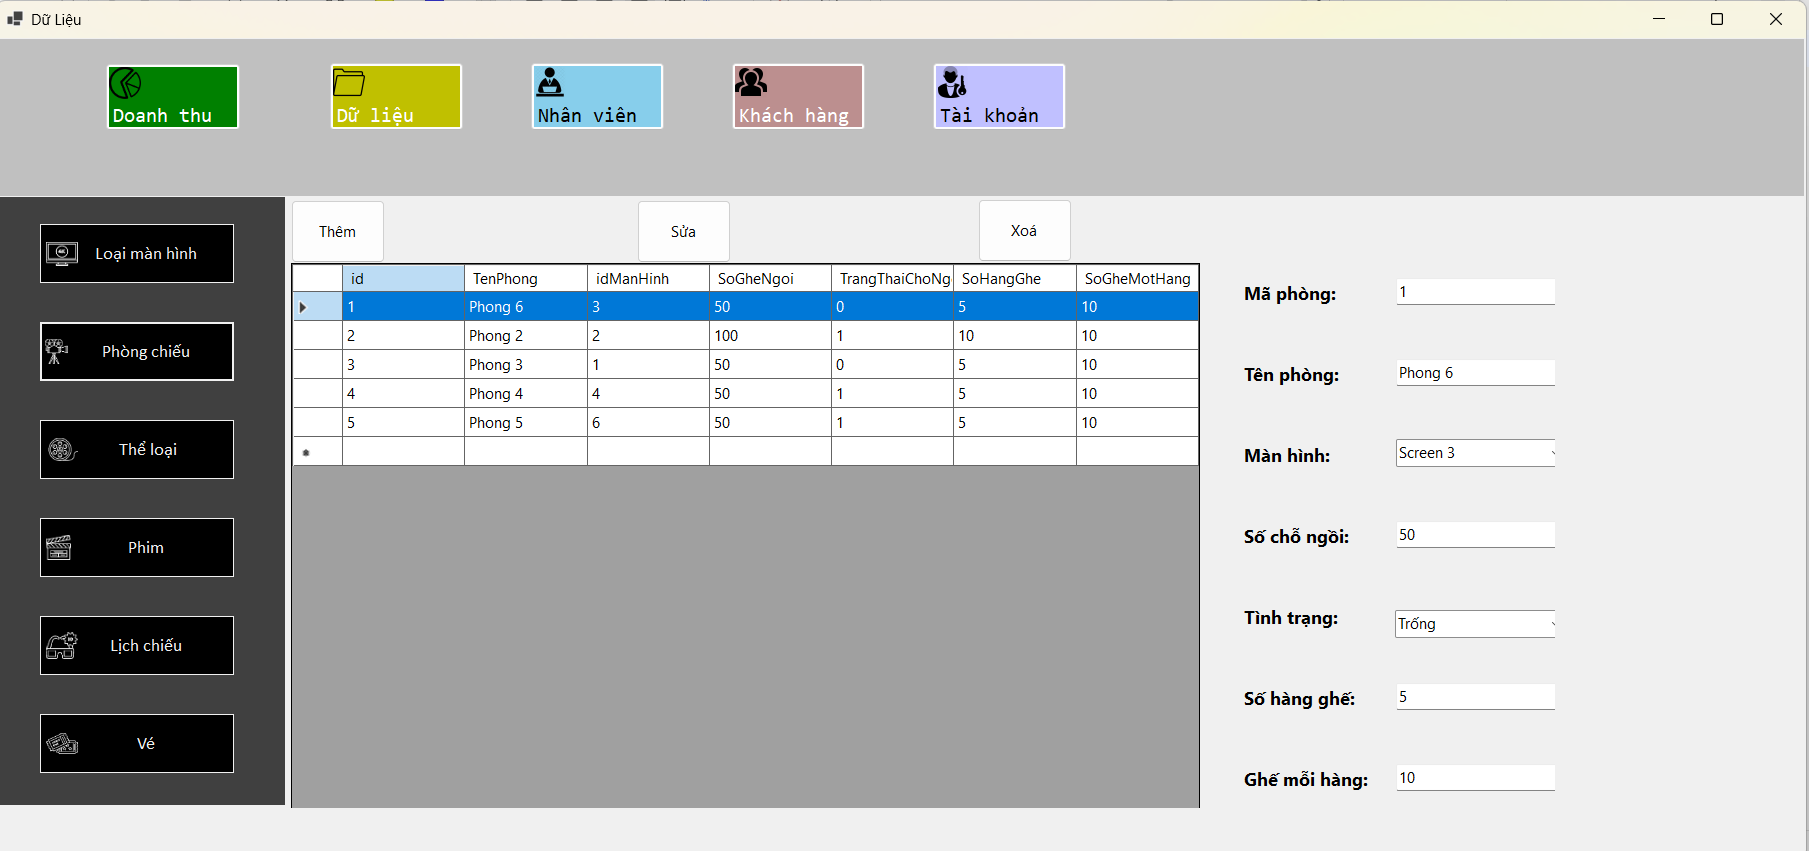 Dữ Liệu
Doanh thu
Dữ liệu
Nhân viên
Khách hàng
Tài khoản
Loại màn hình
Phòng chiếu
Thể loại
Phim
Lịch chiếu
Vé
Thêm Sửa Xoá
id TenPhong idManHinh SoGheNgoi TrangThaiChoNg SoHangGhe SoGheMotHang
1 Phong 6 3 50 0 5 10
2 Phong 2 2 100 1 10 10
3 Phong 3 1 50 0 5 10
4 Phong 4 4 50 1 5 10
5 Phong 5 6 50 1 5 10
Mã phòng: 1
Tên phòng: Phong 6
Màn hình: Screen 3
Số chỗ ngồi: 50
Tình trạng: Trống
Số hàng ghế: 5
Ghế mỗi hàng: 10